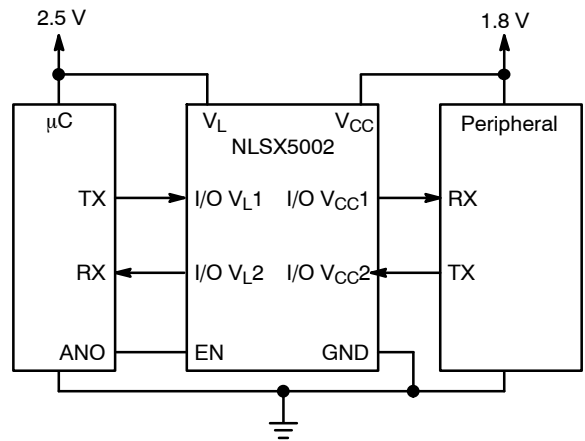 2.5 V
1.8 V
μC
VL
VCC
Peripheral
NLSX5002
TX
I/O VL1
I/O VCC1
RX
RX
I/O VL2
I/O VCC2
TX
ANO
EN
GND